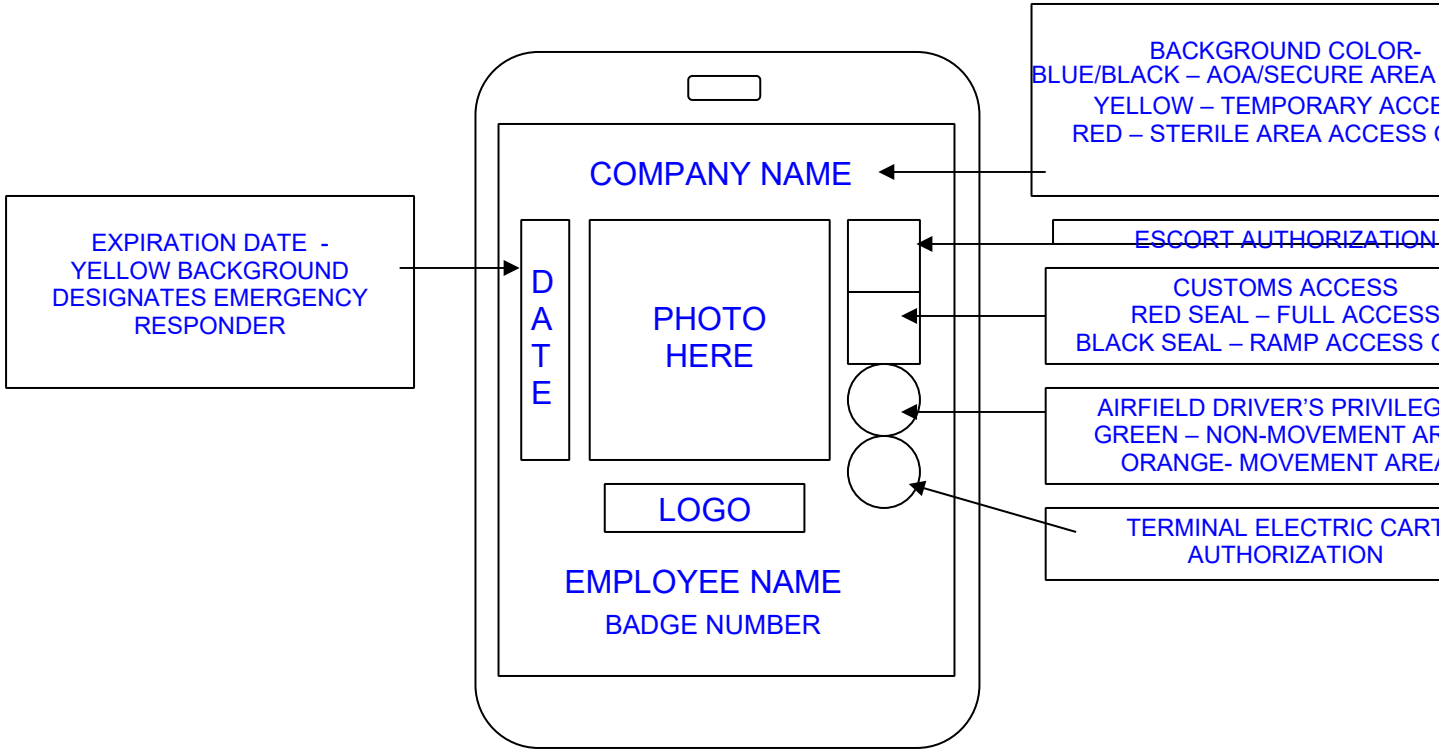 BACKGROUND COLOR-
BLUE/BLACK – AOA/SECURE AREA
YELLOW – TEMPORARY
RED – STERILE AREA ACCESS
COMPANY NAME
EXPIRATION DATE -
YELLOW BACKGROUND
DESIGNATES EMERGENCY
RESPONDER
DATE
PHOTO
HERE
ESCORT AUTHORIZATION
CUSTOMS ACCESS
RED SEAL – FULL ACCESS
BLACK SEAL – RAMP ACCESS
AIRFIELD DRIVER'S
GREEN – NON-MOVEMENT
ORANGE- MOVEMENT AREA
TERMINAL ELECTRIC CART
AUTHORIZATION
LOGO
EMPLOYEE NAME
BADGE NUMBER